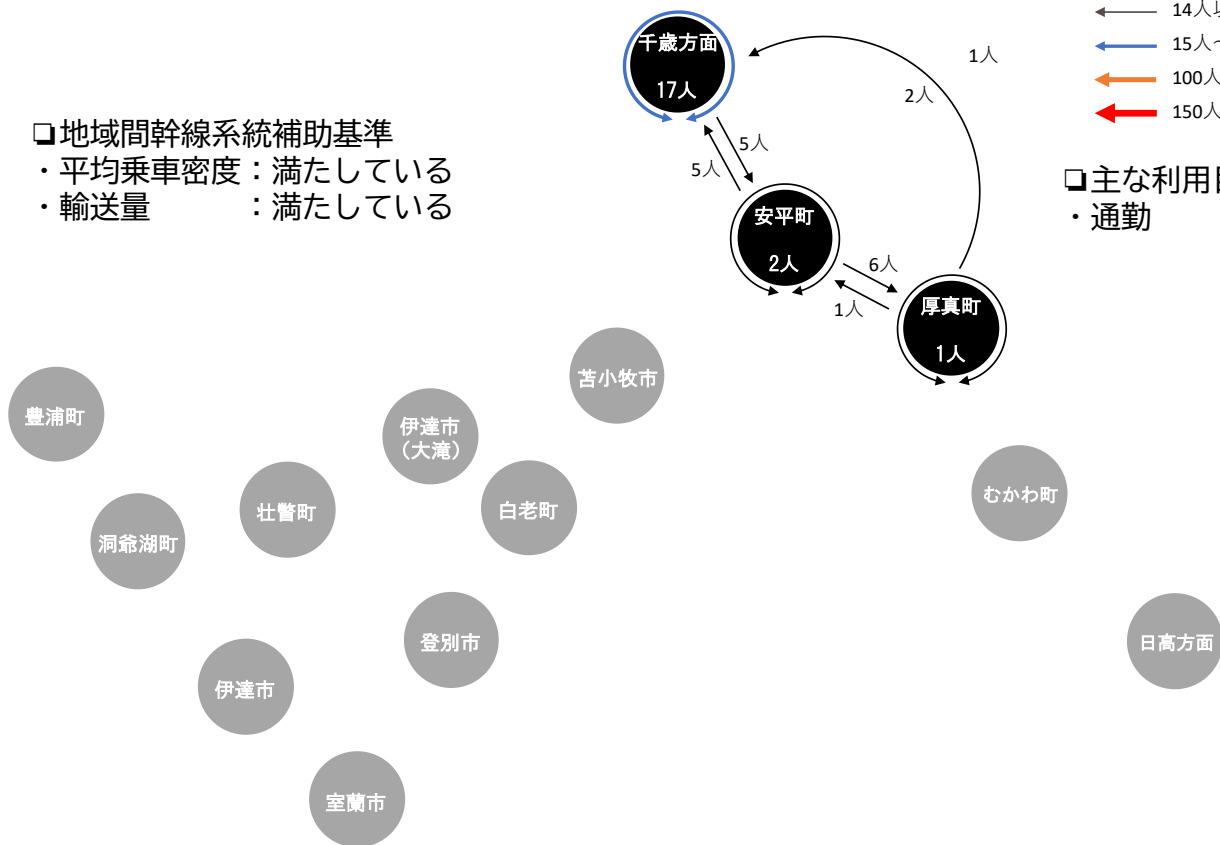 14人
15人~
100人
150人
千歳方面
17人
1人
2人
□地域間幹線系統補助基準
・平均乗車密度：満たしている
・輸送量　　　：満たしている
5人
5人
□主な利用
・通勤
安平町
2人
6人
1人
厚真町
1人
苫小牧市
豊浦町
伊達市
（大滝）
むかわ町
壮瞥町
白老町
洞爺湖町
登別市
日高方面
伊達市
室蘭市